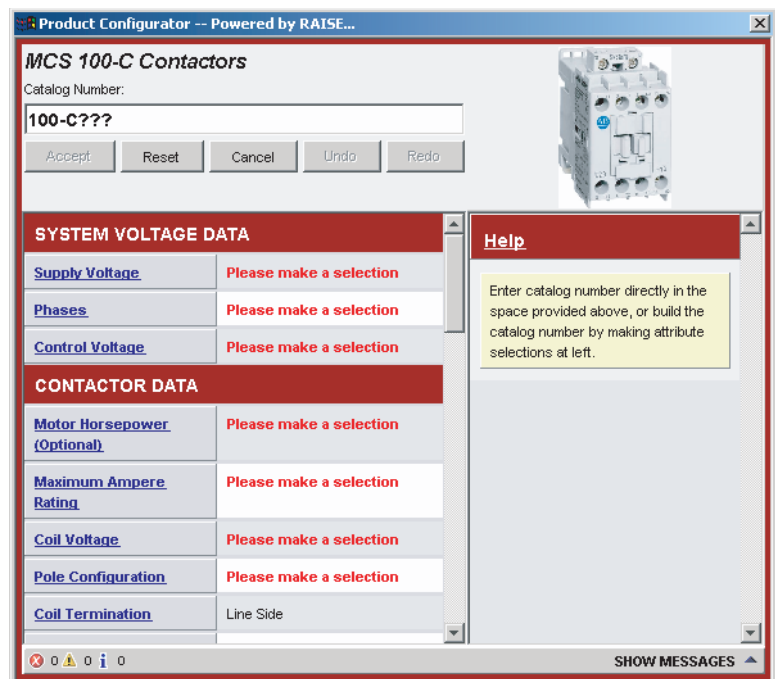 Product Configurator -- Powered by RAISE...
MCS 100-C Contactors
Catalog Number:
100-C???
Accept Reset Cancel Undo Redo
SYSTEM VOLTAGE DATA
Supply Voltage Please make a selection
Phases Please make a selection
Control Voltage Please make a selection
CONTACTOR DATA
Motor Horsepower
(Optional) Please make a selection
Maximum Ampere
Rating Please make a selection
Coil Voltage Please make a selection
Pole Configuration Please make a selection
Coil Termination Line Side
Help
Enter catalog number directly in the
space provided above, or build the
catalog number by making attribute
selections at left.
0 0 0 SHOW MESSAGES